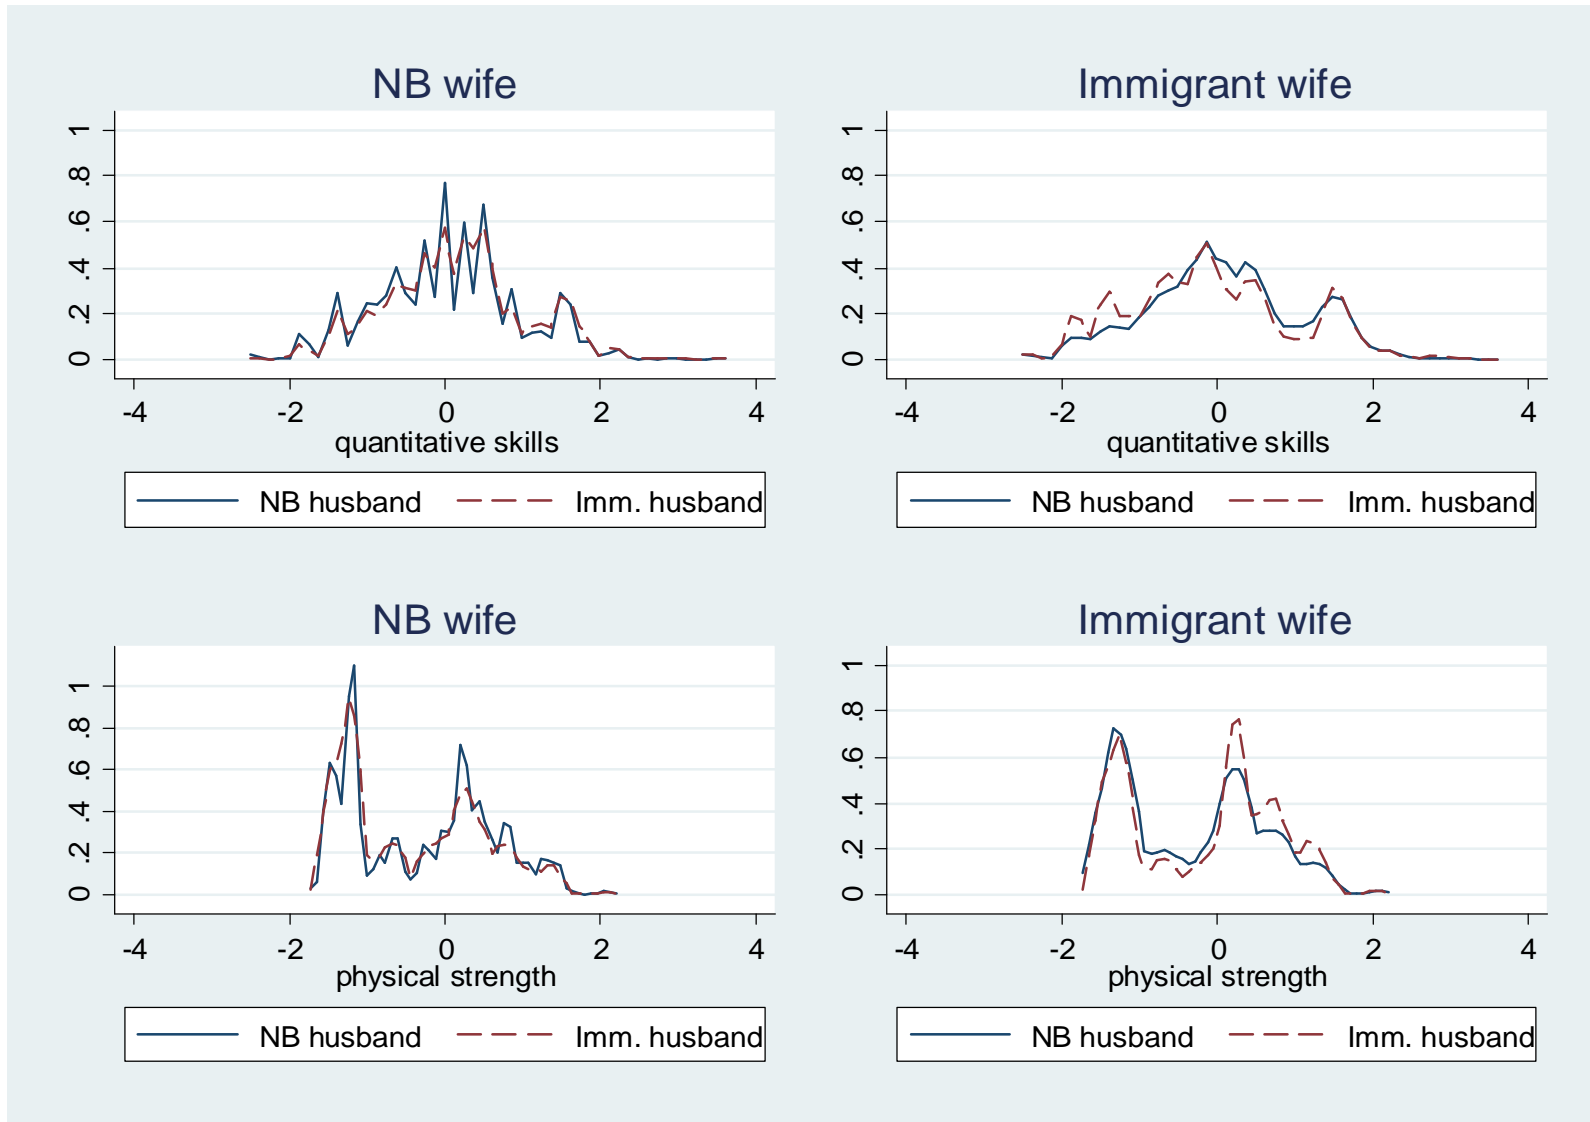 NB wife
1
.8
.6
.4
.2
0
-4 -2 0 2 4
quantitative skills
NB husband Imm. husband
Immigrant wife
1
.8
.6
.4
.2
0
-4 -2 0 2 4
quantitative skills
NB husband Imm. husband
NB wife
1
.8
.6
.4
.2
0
-4 -2 0 2 4
physical strength
NB husband Imm. husband
Immigrant wife
1
.8
.6
.4
.2
0
-4 -2 0 2 4
physical strength
NB husband Imm. husband